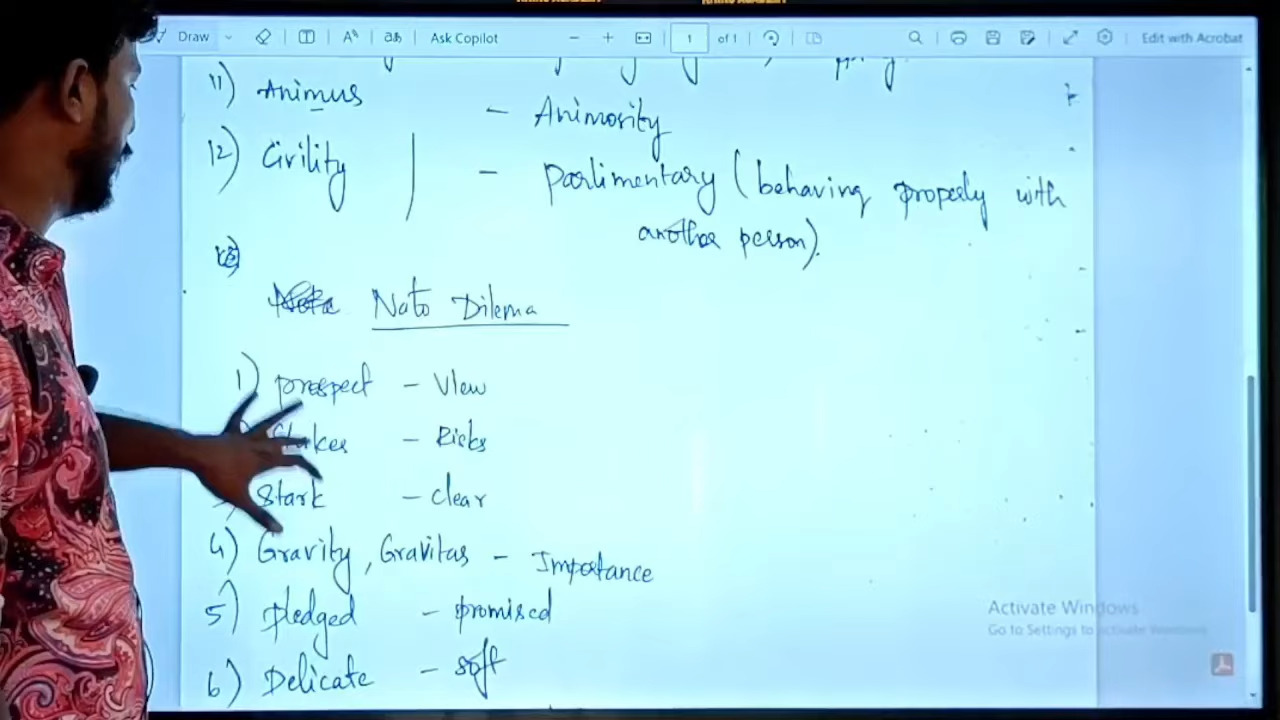 Draw Ask Copilot 1 of 1 Edit with Acrobat
11) Animus - Animosity
12) Civility - Parlimentary (behaving properly with
another person).
13)
Nato Dilema
1) Prospect - View
Stakes - Risks
Stark - Clear
4) Gravity, Gravitas - Importance
5) Pledged - promised
6) Delicate - soft
Activate Windows
Go to Settings to activate Windows.